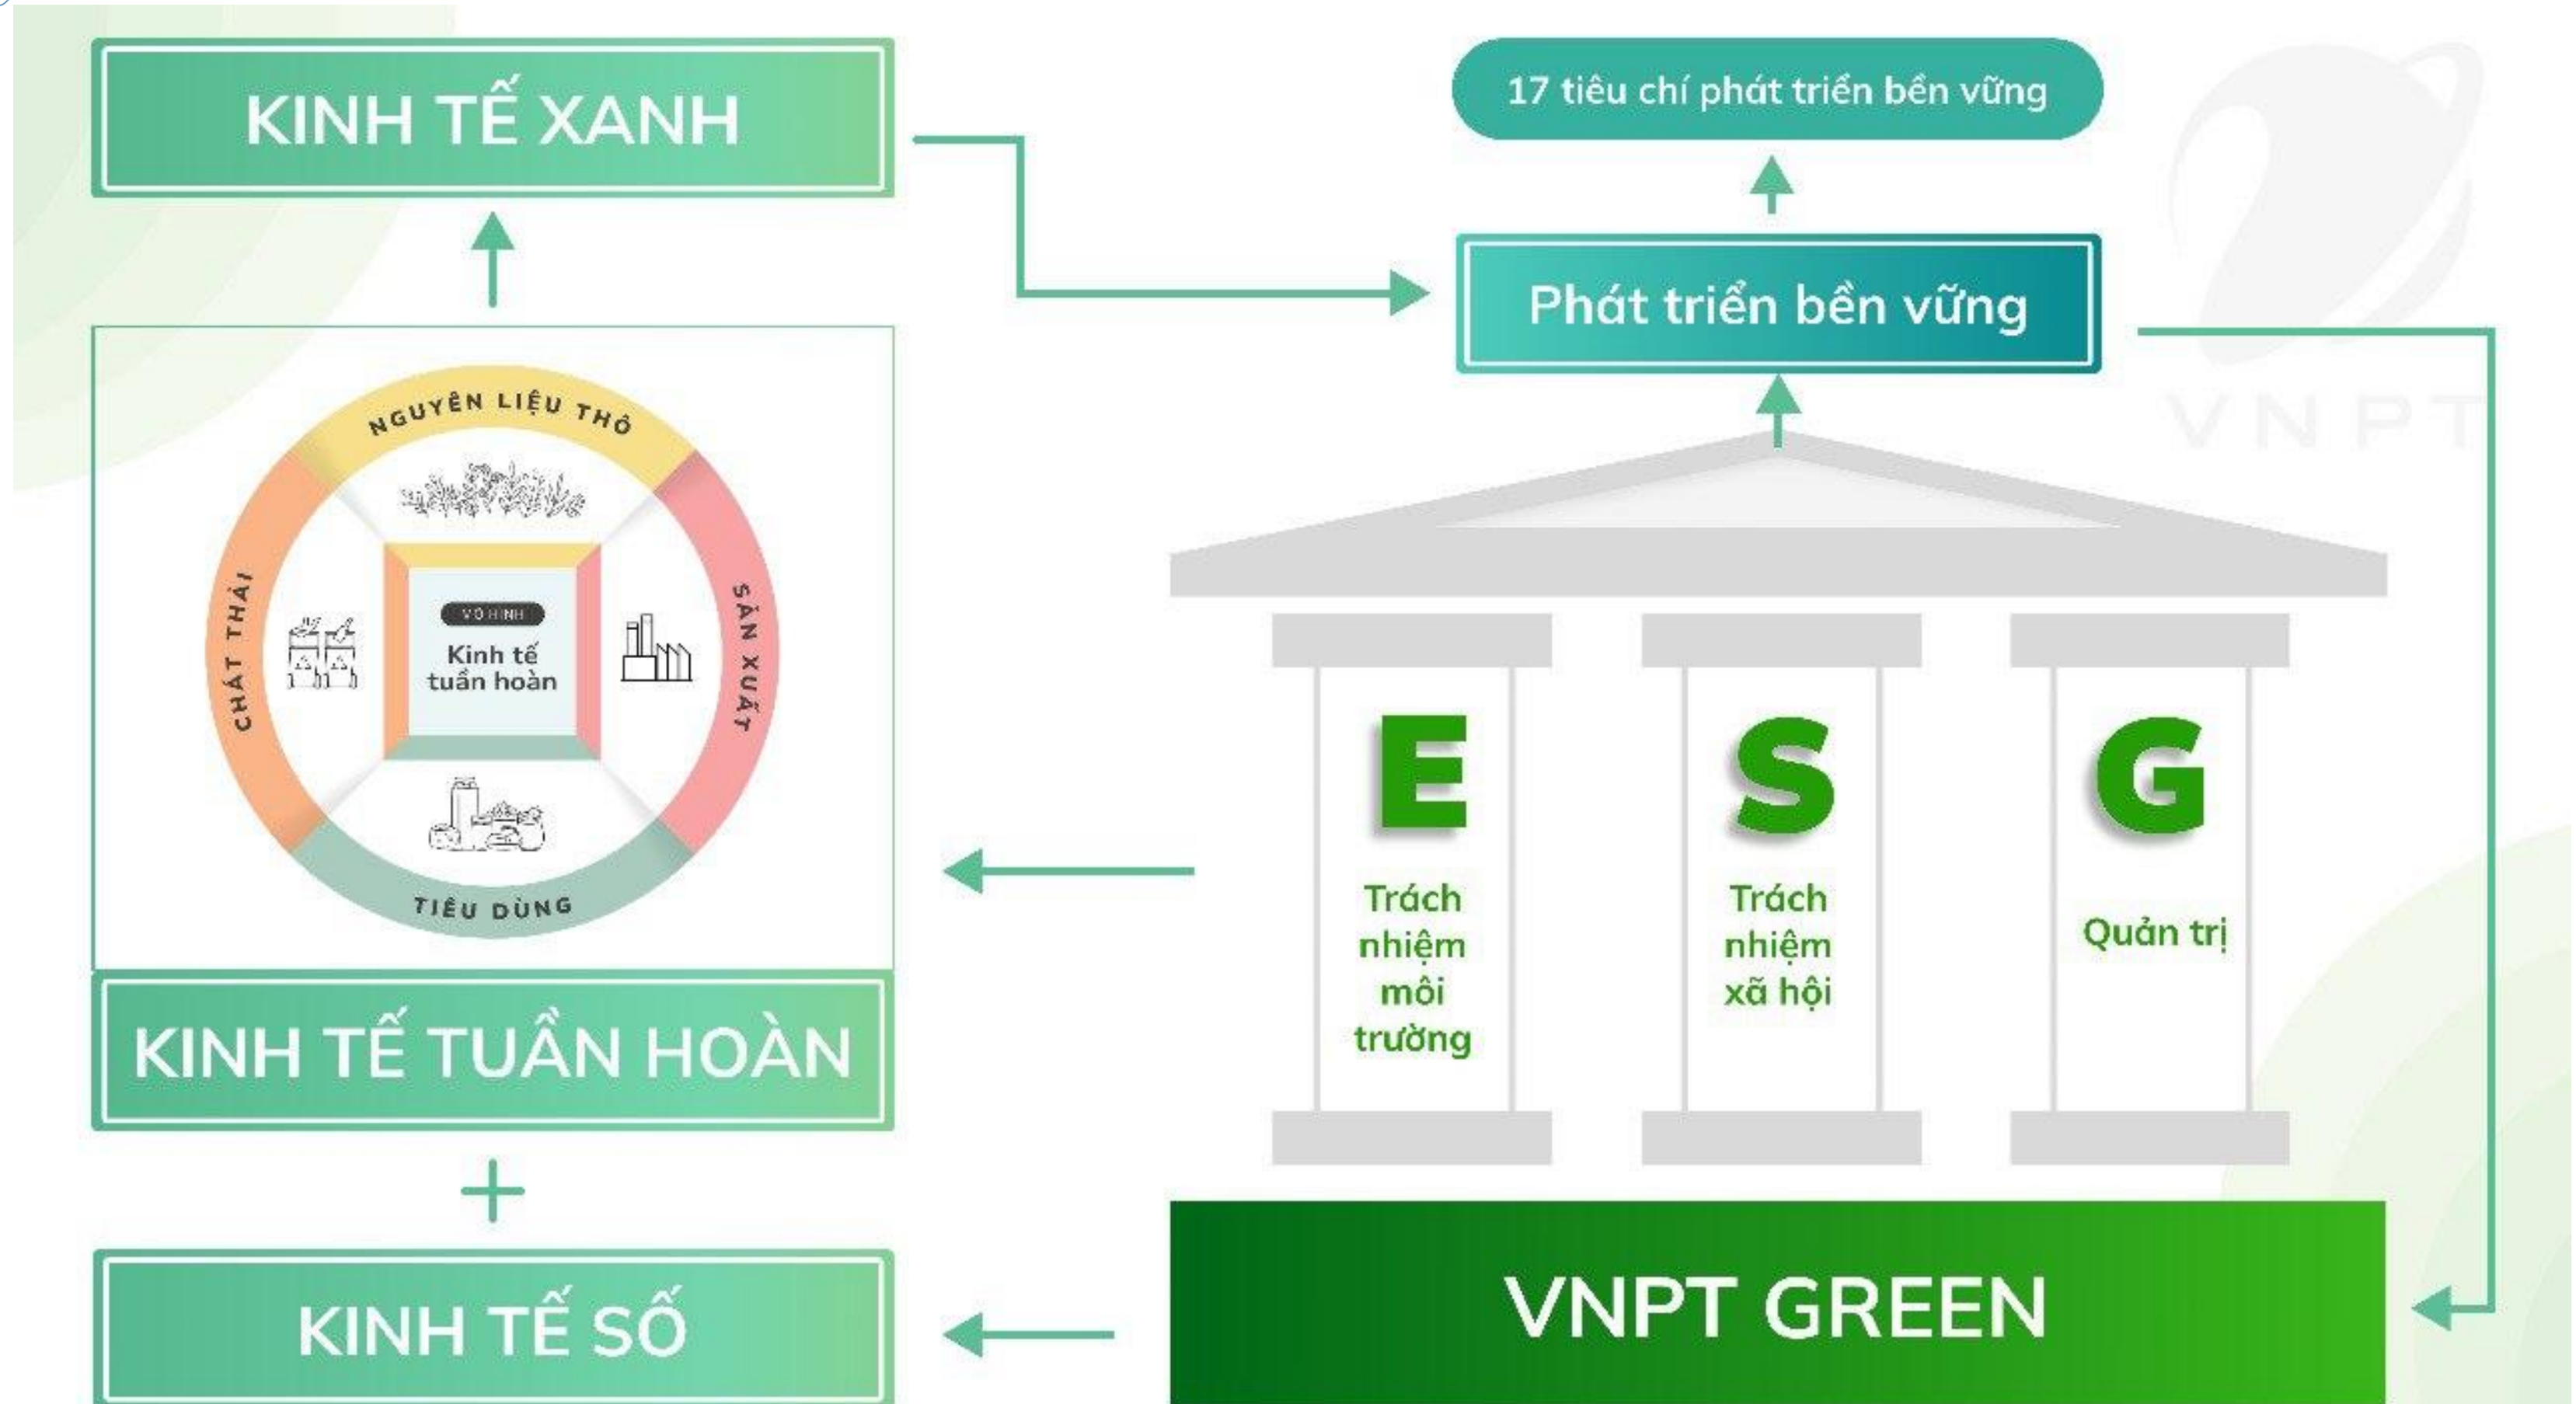 KINH TẾ XANH
17 tiêu chí phát triển bền vững
Phát triển bền vững
VNPT
NGUYÊN LIỆU THÔ
CHẤT THẢI
SẢN XUẤT
MÔ HÌNH
Kinh tế
tuần hoàn
TIÊU DÙNG
KINH TẾ TUẦN HOÀN
+
KINH TẾ SỐ
E
Trách
nhiệm
môi
trường
S
Trách
nhiệm
xã hội
G
Quản trị
VNPT GREEN